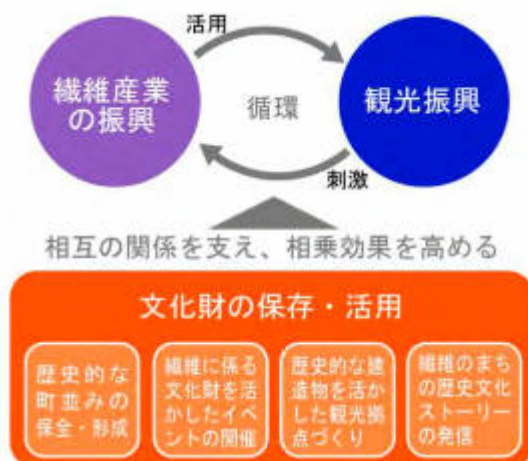 活用
繊維産業
の振興
循環
観光振興
刺激
相互の関係を支え、相乗効果を高める
文化財の保存・活用
歴史的な
町並みの
保全・形成
繊維に係る
文化財を活
かしたイベ
ントの開催
歴史的な建
造物を活か
した観光拠
点づくり
繊維のまち
の歴史文化
ストーリー
の発信